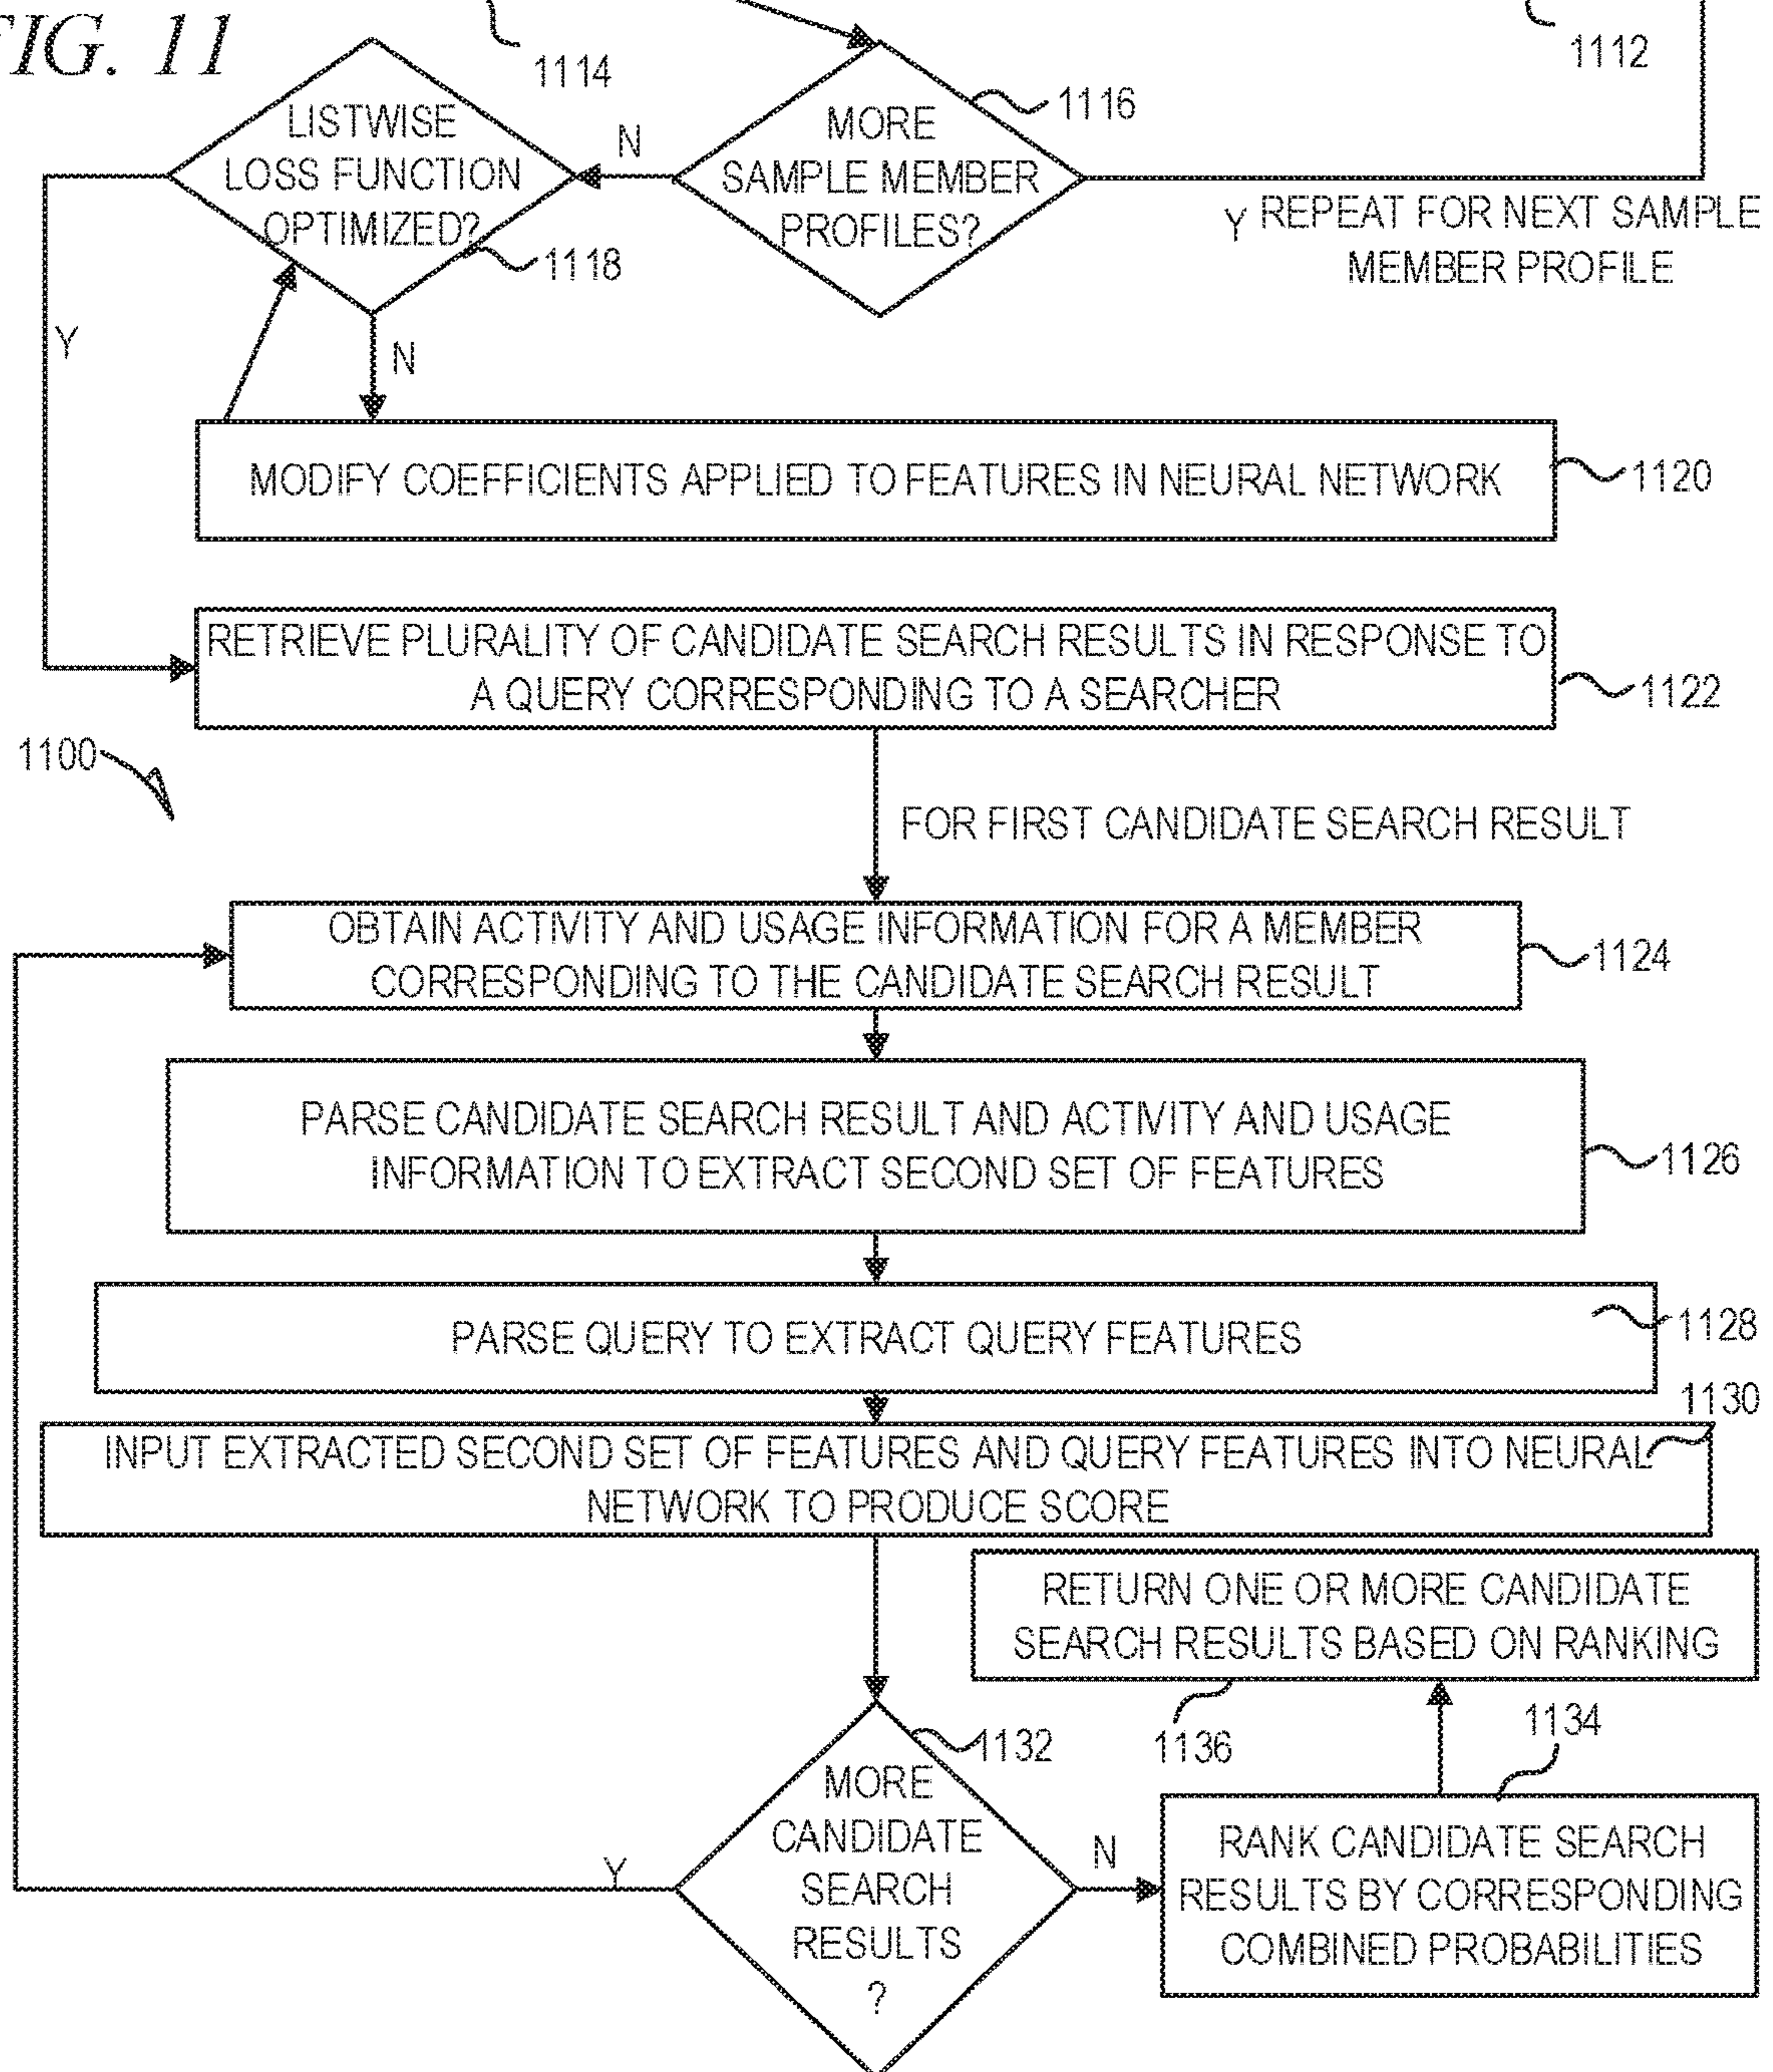 FIG. 11
1114
1112
1116
LISTWISE
LOSS FUNCTION
OPTIMIZED?
1118
N
MORE
SAMPLE MEMBER
PROFILES?
Y REPEAT FOR NEXT SAMPLE
MEMBER PROFILE
Y
N
MODIFY COEFFICIENTS APPLIED TO FEATURES IN NEURAL NETWORK
1120
RETRIEVE PLURALITY OF CANDIDATE SEARCH RESULTS IN RESPONSE TO
A QUERY CORRESPONDING TO A SEARCHER
1122
1100
FOR FIRST CANDIDATE SEARCH RESULT
OBTAIN ACTIVITY AND USAGE INFORMATION FOR A MEMBER
CORRESPONDING TO THE CANDIDATE SEARCH RESULT
1124
PARSE CANDIDATE SEARCH RESULT AND ACTIVITY AND USAGE
INFORMATION TO EXTRACT SECOND SET OF FEATURES
1126
PARSE QUERY TO EXTRACT QUERY FEATURES
1128
1130
INPUT EXTRACTED SECOND SET OF FEATURES AND QUERY FEATURES INTO NEURAL
NETWORK TO PRODUCE SCORE
RETURN ONE OR MORE CANDIDATE
SEARCH RESULTS BASED ON RANKING
1136
1134
1132
MORE
CANDIDATE
SEARCH
RESULTS
?
Y
N
RANK CANDIDATE SEARCH
RESULTS BY CORRESPONDING
COMBINED PROBABILITIES